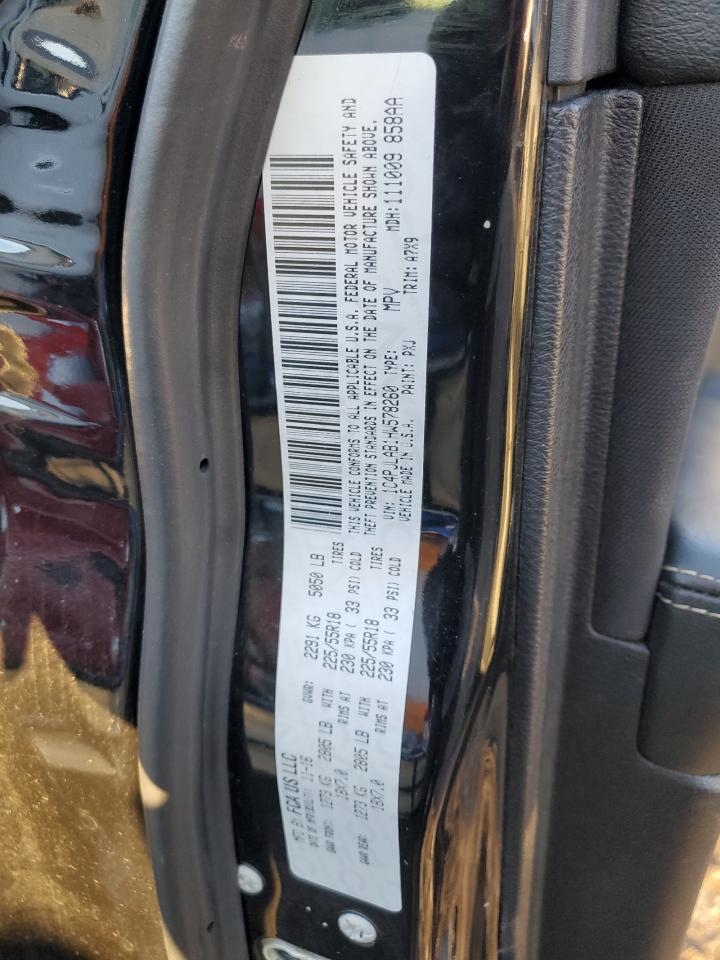 MFD BY: FCA US LLC
DATE OF MFR: 11-16 GVWR: 2291 KG 5050 LB
GAWR FRONT: 1273 KG 2805 LB WITH 225/55R18 TIRES
18X7.0 RIMS AT 230 KPA ( 33 PSI) COLD
GAWR REAR: 1273 KG 2805 LB WITH 225/55R18 TIRES
18X7.0 RIMS AT 230 KPA ( 33 PSI) COLD
THIS VEHICLE CONFORMS TO ALL APPLICABLE U.S.A. FEDERAL MOTOR VEHICLE SAFETY AND
THEFT PREVENTION STANDARDS IN EFFECT ON THE DATE OF MANUFACTURE SHOWN ABOVE.
VIN: 1C4PJLAB1HW578260 TYPE: MPV MDH:111009 858AA
VEHICLE MADE IN U.S.A. PAINT: PXJ TRIM: A7X9